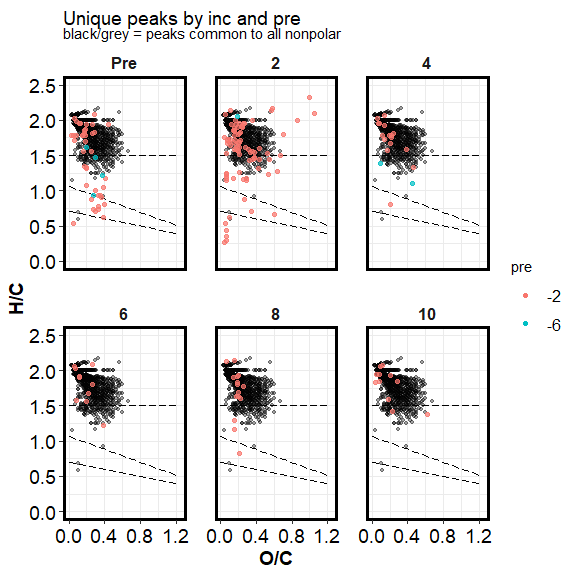 Unique peaks by inc and pre
black/grey = peaks common to all nonpolar
Pre 2 4
2.5
2.0
1.5
1.0
0.5
0.0
6 8 10
2.5
2.0
1.5
1.0
0.5
0.0
0.0 0.4 0.8 1.2 0.0 0.4 0.8 1.2 0.0 0.4 0.8 1.2
H/C
O/C
pre
-2
-6